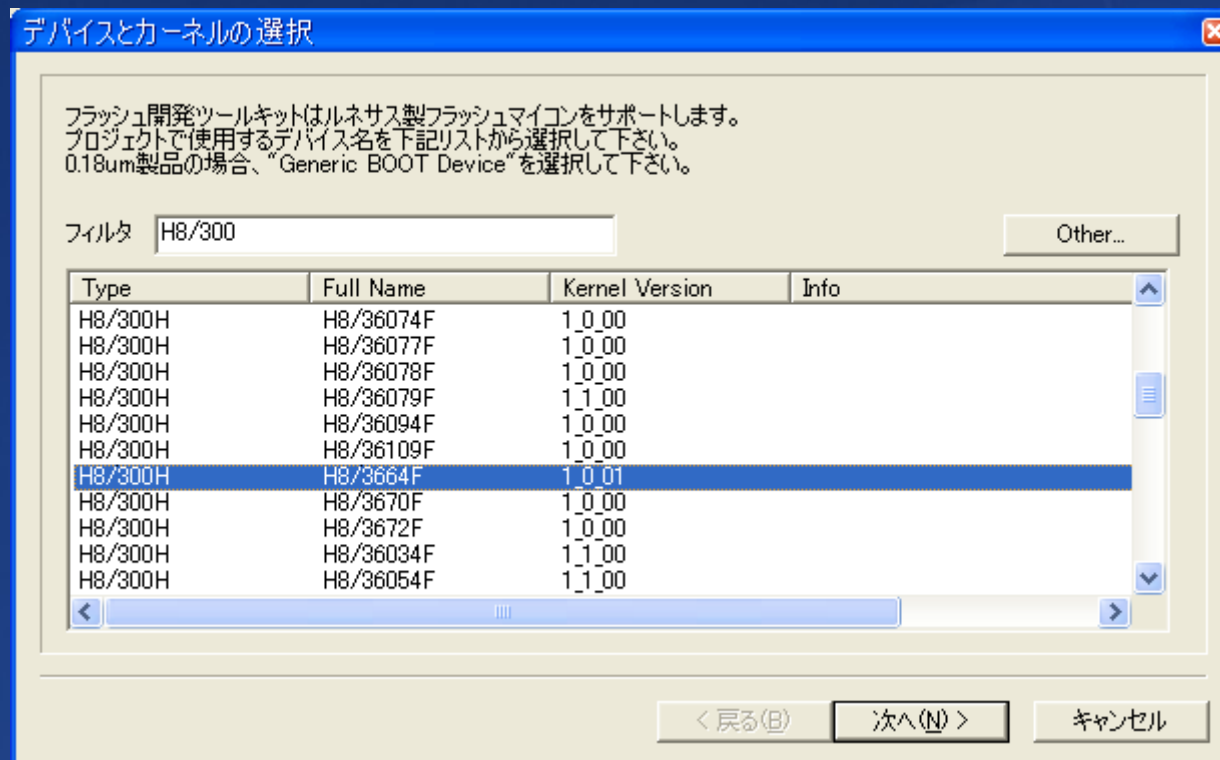 デバイスとカーネルの選択
フラッシュ開発ツールキットはルネサス製フラッシュマイコンをサポートします。
プロジェクトで使用するデバイス名を下記リストから選択して下さい。
0.18um製品の場合、"Generic BOOT Device"を選択して下さい。
フィルタ H8/300 Other...
Type Full Name Kernel Version Info
H8/300H H8/36074F 1_0_00
H8/300H H8/36077F 1_0_00
H8/300H H8/36078F 1_0_00
H8/300H H8/36079F 1_1_00
H8/300H H8/36094F 1_0_00
H8/300H H8/36109F 1_0_00
H8/300H H8/3664F 1_0_01
H8/300H H8/3670F 1_0_00
H8/300H H8/3672F 1_0_00
H8/300H H8/36034F 1_1_00
H8/300H H8/36054F 1_1_00
< 戻る(B) 次へ(N) > キャンセル